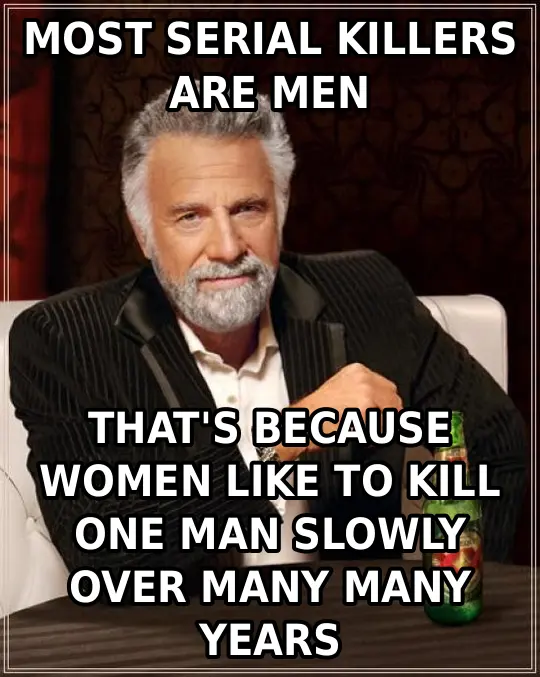 MOST SERIAL KILLERS
ARE MEN
THAT'S BECAUSE
WOMEN LIKE TO KILL
ONE MAN SLOWLY
OVER MANY MANY
YEARS